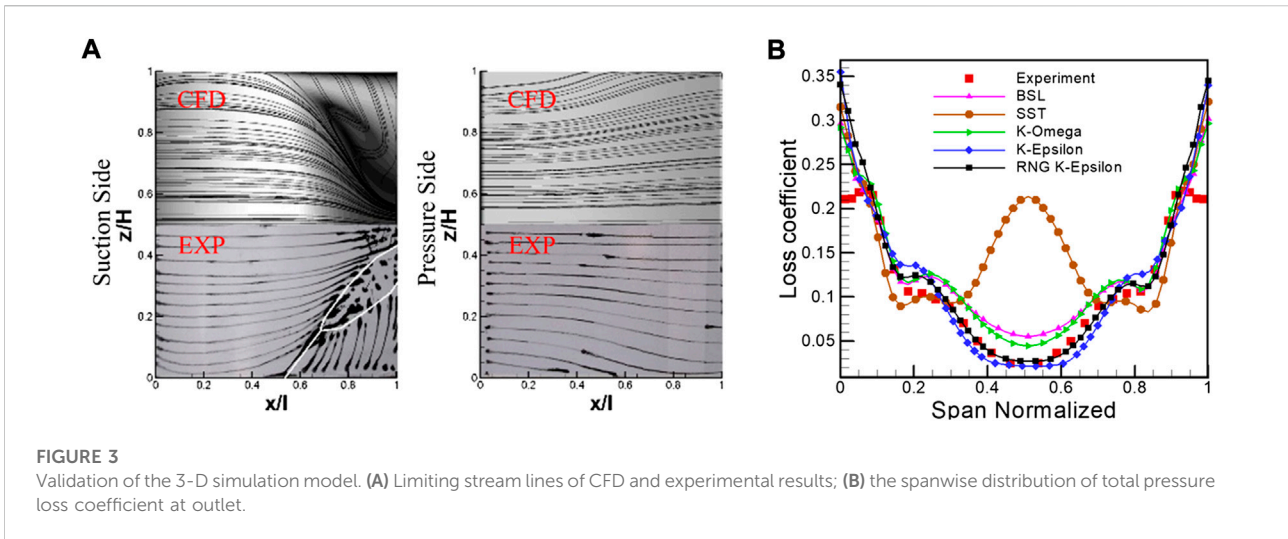 A
B
CFD
EXP
Suction Side
z/H
1
0.8
0.6
0.4
0.2
0
0 0.2 0.4 0.6 0.8 1
x/l
CFD
EXP
Pressure Side
z/H
1
0.8
0.6
0.4
0.2
0
0 0.2 0.4 0.6 0.8 1
x/l
Loss coefficient
0.35
0.3
0.25
0.2
0.15
0.1
0.05
Experiment
BSL
SST
K-Omega
K-Epsilon
RNG K-Epsilon
0 0.2 0.4 0.6 0.8 1
Span Normalized
FIGURE 3
Validation of the 3-D simulation model. (A) Limiting stream lines of CFD and experimental results; (B) the spanwise distribution of total pressure
loss coefficient at outlet.